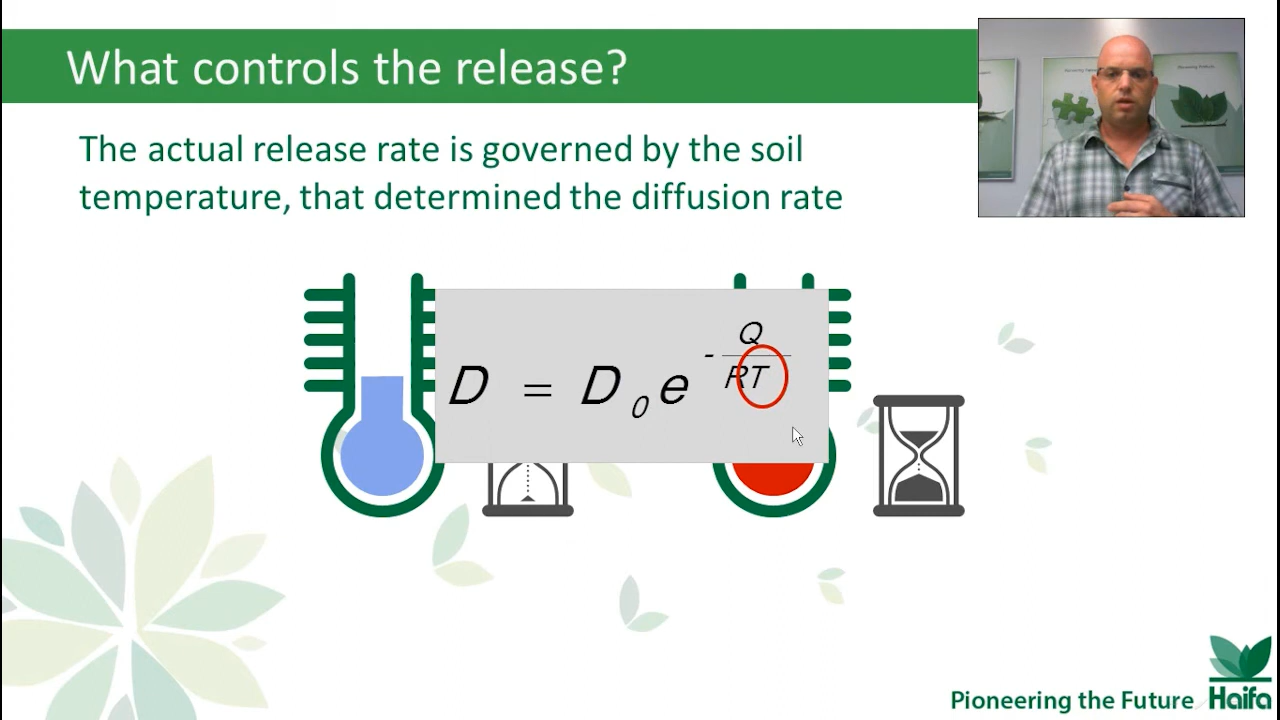 What controls the release?
The actual release rate is governed by the soil
temperature, that determined the diffusion rate
D = D₀ e^(-Q/RT)
Pioneering the Future Haifa